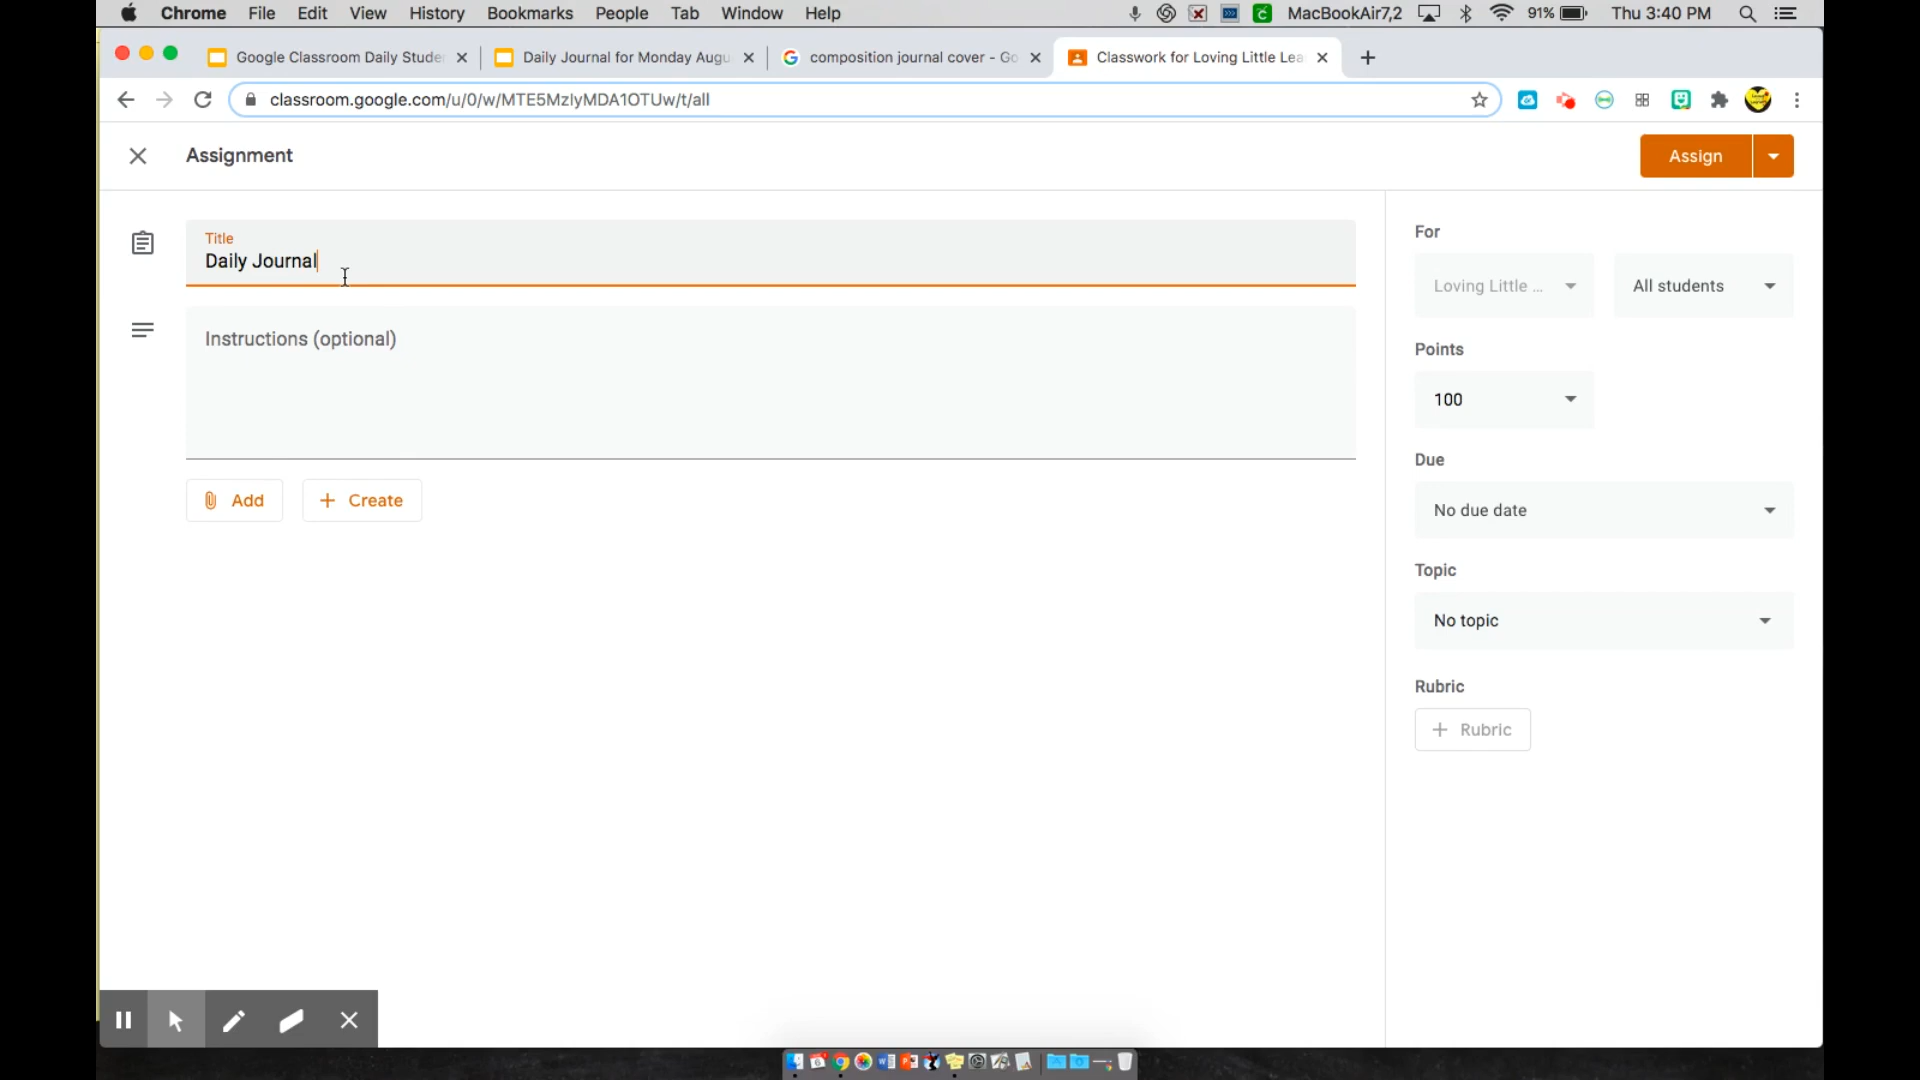 Chrome File Edit View History Bookmarks People Tab Window Help MacBookAir7,2 91% Thu 3:40 PM
Google Classroom Daily Stude
Daily Journal for Monday Augu
composition journal cover - Go
Classwork for Loving Little Lea
classroom.google.com/u/0/w/MTE5MzIyMDA1OTUw/t/all
Assignment
Assign
Title
Daily Journal
Instructions (optional)
Add
Create
For
Loving Little ...
All students
Points
100
Due
No due date
Topic
No topic
Rubric
Rubric